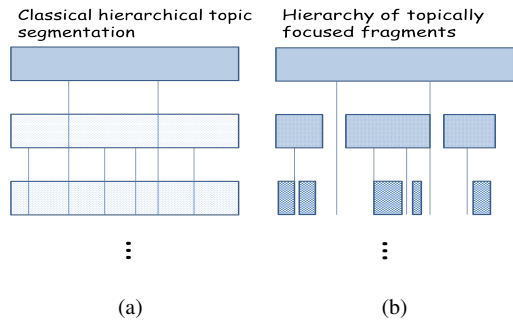 Classical hierarchical topic
segmentation
Hierarchy of topically
focused fragments
(a)
(b)